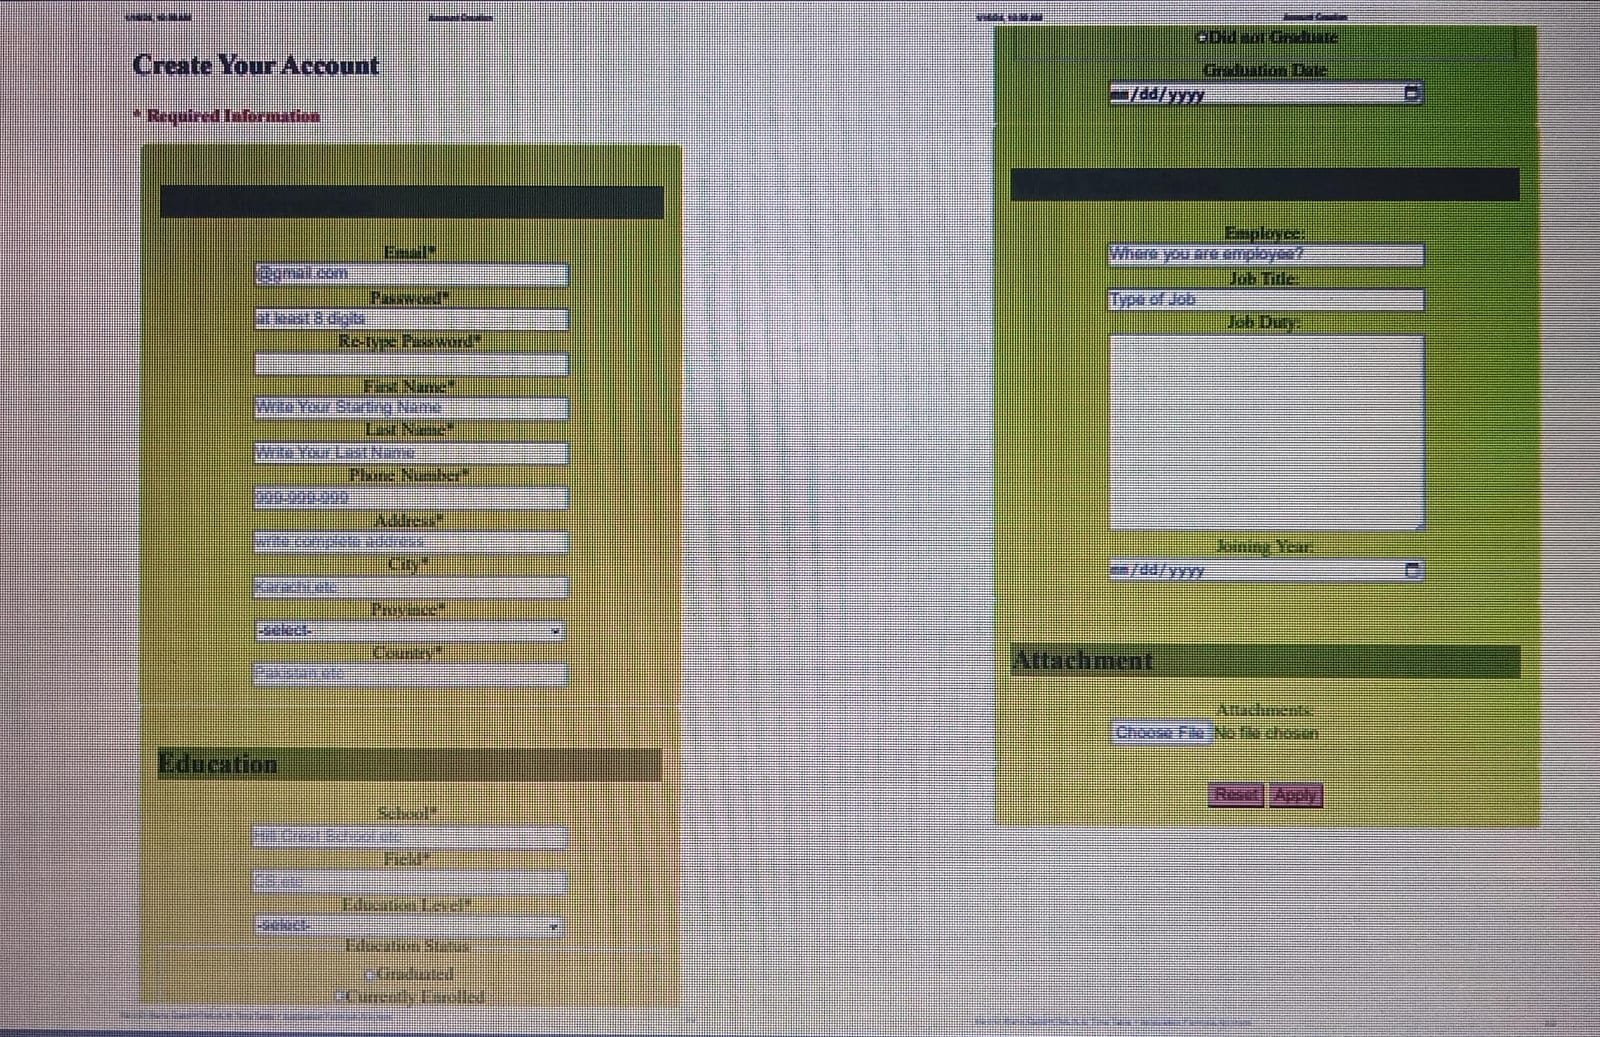 Account Creation
Create Your Account
* Required Information
Email*
@gmail.com
Password*
at least 8 digits
Re-type Password*
First Name*
Write Your Starting Name
Last Name*
Write Your Last Name
Phone Number*
999-999-999
Address*
write complete address
City*
Karachi etc
Province*
-select-
Country*
Pakistan etc
Education
School*
Hill Crest School etc
Field*
CS etc
Education Level*
-select-
Education Status
Graduated
Currently Enrolled
Account Creation
Did not Graduate
Graduation Date
mm/dd/yyyy
Employee:
Where you are employee?
Job Title:
Type of Job
Job Duty:
Joining Year:
mm/dd/yyyy
Attachment
Attachments:
Choose File No file chosen
Reset Apply